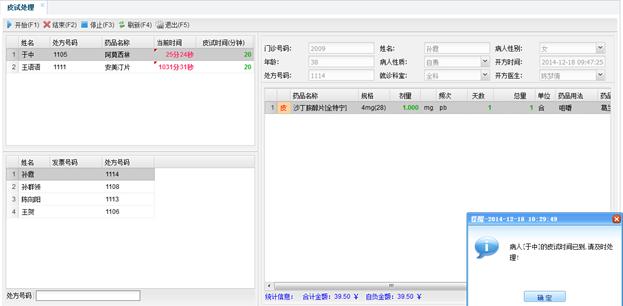 皮试处理 ×
开始(F1) 结束(F2) 停止(F3) 刷新(F4) 退出(F5)
姓名 处方号码 药品名称 当前时间 皮试时间(分钟)
1 于中 1105 阿莫西林 25分24秒 20
2 王语语 1111 安美汀片 1031分31秒 20
门诊号码: 2009 姓名: 孙霞 病人性别: 女
年龄: 38 病人性质: 自费 开方时间: 2014-12-18 09:47:25
处方号码: 1114 就诊科室: 全科 开方医生: 陈梦倩
药品名称 规格 剂量 频次 天数 总量 单位 药品用法 药品
1 皮 沙丁胺醇片[全特宁] 4mg(28) 1.000 mg pb 1 1 合 咀嚼
姓名 发票号码 处方号码
1 孙霞 1114
2 孙群领 1108
3 陈向阳 1113
4 王贺 1106
处方号码
统计信息: 合计金额: 39.50 ¥ 自负金额: 39.50 ¥
提醒-2014-12-18 10:29:49
病人[于中]的皮试时间已到,请及时处
理!
确 定